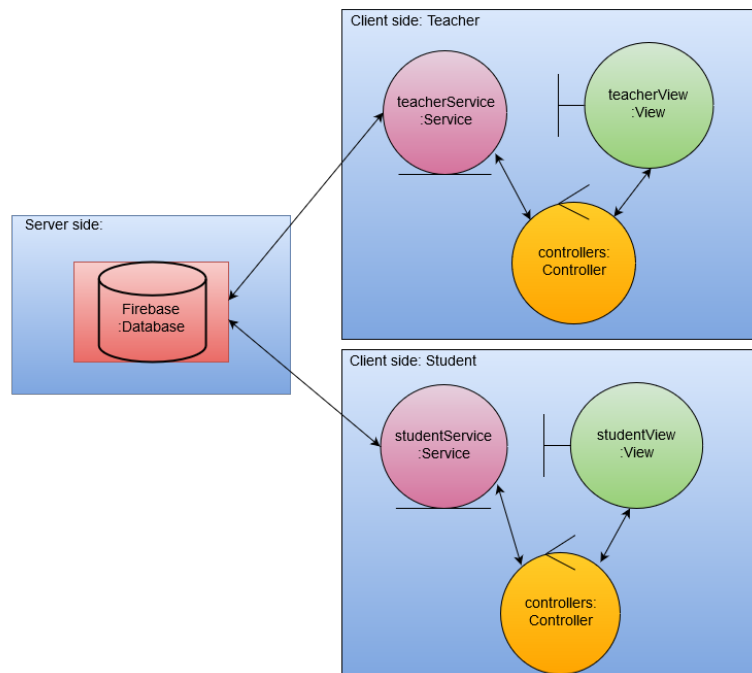 Client side: Teacher
teacherService
:Service
teacherView
:View
controllers:
Controller
Server side:
Firebase
:Database
Client side: Student
studentService
:Service
studentView
:View
controllers:
Controller